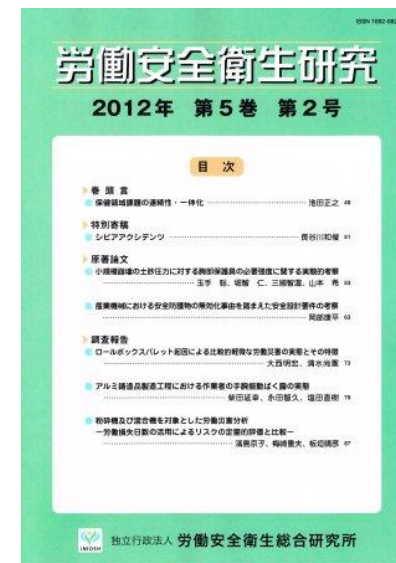 労働安全衛生研究
2012年 第5巻 第2号
目 次
巻 頭 言
保健領域課題の連続性・一体化 池田正之 49
特別寄稿
シビアアクシデンツ 長谷川和俊 51
原著論文
小規模崩壊の土砂圧力に対する胸部保護具の必要強度に関する実験的考察
玉手 聡、堀智 仁、三國智温、山本 希 53
産業機械における安全防護物の無効化事由を踏まえた安全設計要件の考察
岡部康平 63
調査報告
ロールボックスパレット起因による比較的軽微な労働災害の実態とその特徴
大西明宏、清水尚憲 73
アルミ鋳造品製造工程における作業者の手腕振動ばく露の実態
柴田延幸、永田智久、塩田直樹 79
粉砕機及び混合機を対象とした労働災害分析
－労働損失日数の活用によるリスクの定量的評価と比較－
濱島京子、梅崎重夫、板垣晴彦 87
JNIOSH
独立行政法人 労働安全衛生総合研究所